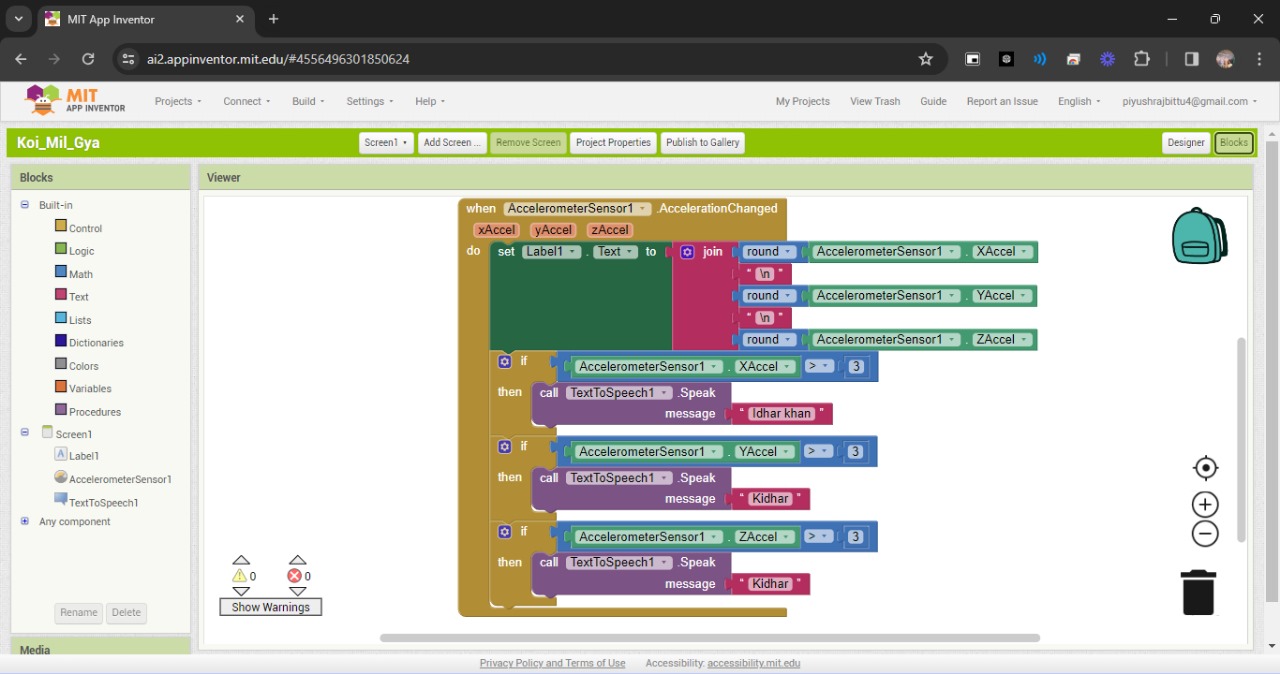 MIT App Inventor
ai2.appinventor.mit.edu/#4556496301850624
MIT
APP INVENTOR
Projects Connect Build Settings Help My Projects View Trash Guide Report an Issue English piyushrajbittu4@gmail.com
Koi_Mil_Gya Screen1 Add Screen ... Remove Screen Project Properties Publish to Gallery Designer Blocks
Blocks
Viewer
Built-in
Control
Logic
Math
Text
Lists
Dictionaries
Colors
Variables
Procedures
Screen1
Label1
AccelerometerSensor1
TextToSpeech1
Any component
Rename Delete
Media
when AccelerometerSensor1 .AccelerationChanged
xAccel yAccel zAccel
do set Label1 . Text to join round AccelerometerSensor1 . XAccel
" \n "
round AccelerometerSensor1 . YAccel
" \n "
round AccelerometerSensor1 . ZAccel
if AccelerometerSensor1 . XAccel > 3
then call TextToSpeech1 .Speak
message " Idhar khan "
if AccelerometerSensor1 . YAccel > 3
then call TextToSpeech1 .Speak
message " Kidhar "
if AccelerometerSensor1 . ZAccel > 3
then call TextToSpeech1 .Speak
message " Kidhar "
0 0
Show Warnings
Privacy Policy and Terms of Use Accessibility: accessibility.mit.edu